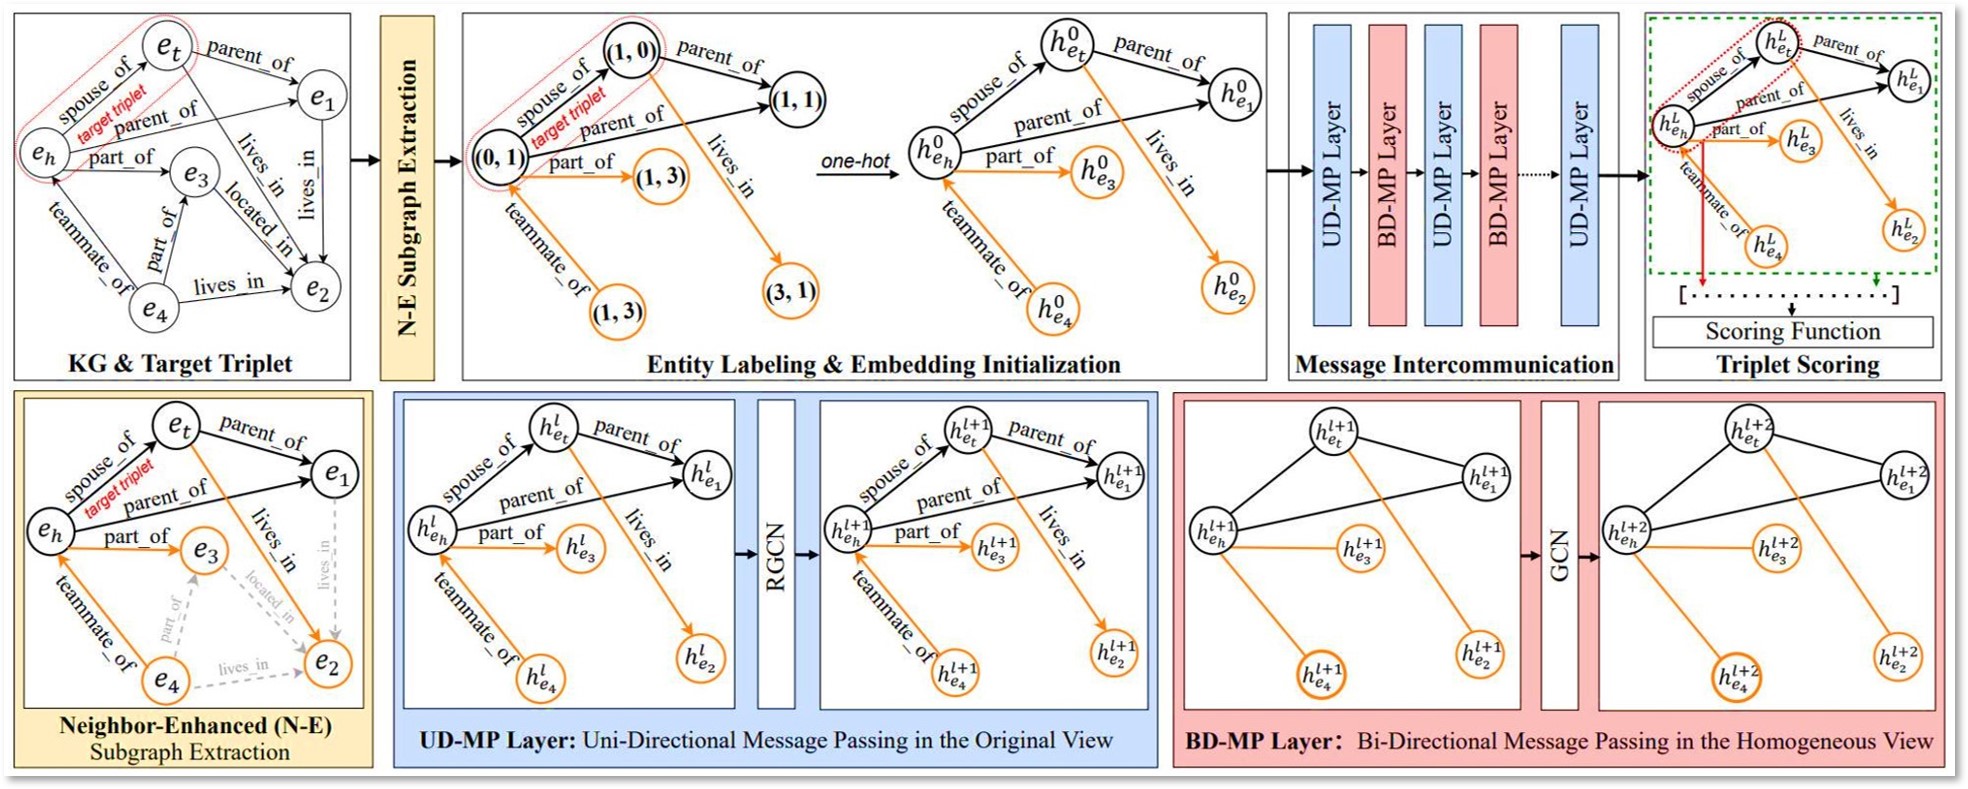 e_t
parent_of
spouse_of
target triplet
e_1
parent_of
e_h
part_of
e_3
lives_in
lives_in
located_in
teammate_of
part_of
lives_in
e_4
e_2
KG & Target Triplet
N-E Subgraph Extraction
(1, 0)
parent_of
spouse_of
target triplet
(1, 1)
parent_of
(0, 1)
part_of
(1, 3)
lives_in
teammate_of
(3, 1)
(1, 3)
one-hot
h^0_{e_t}
parent_of
spouse_of
h^0_{e_1}
parent_of
h^0_{e_h}
part_of
h^0_{e_3}
lives_in
teammate_of
h^0_{e_2}
h^0_{e_4}
Entity Labeling & Embedding Initialization
UD-MP Layer
BD-MP Layer
UD-MP Layer
BD-MP Layer
UD-MP Layer
Message Intercommunication
h^L_{e_t}
parent_of
spouse_of
h^L_{e_1}
parent_of
h^L_{e_h}
part_of
h^L_{e_3}
lives_in
teammate_of
h^L_{e_2}
h^L_{e_4}
[ . . . . . . . . . . . . . . ]
Scoring Function
Triplet Scoring
e_t
parent_of
spouse_of
target triplet
e_1
parent_of
e_h
part_of
e_3
lives_in
lives_in
located_in
teammate_of
part_of
lives_in
e_4
e_2
Neighbor-Enhanced (N-E)
Subgraph Extraction
h^l_{e_t}
parent_of
spouse_of
h^l_{e_1}
parent_of
h^l_{e_h}
part_of
h^l_{e_3}
lives_in
teammate_of
h^l_{e_2}
h^l_{e_4}
RGCN
h^{l+1}_{e_t}
parent_of
spouse_of
h^{l+1}_{e_1}
parent_of
h^{l+1}_{e_h}
part_of
h^{l+1}_{e_3}
lives_in
teammate_of
h^{l+1}_{e_2}
h^{l+1}_{e_4}
UD-MP Layer: Uni-Directional Message Passing in the Original View
h^{l+1}_{e_t}
h^{l+1}_{e_1}
h^{l+1}_{e_h}
h^{l+1}_{e_3}
h^{l+1}_{e_2}
h^{l+1}_{e_4}
GCN
h^{l+2}_{e_t}
h^{l+2}_{e_1}
h^{l+2}_{e_h}
h^{l+2}_{e_3}
h^{l+2}_{e_2}
h^{l+2}_{e_4}
BD-MP Layer: Bi-Directional Message Passing in the Homogeneous View